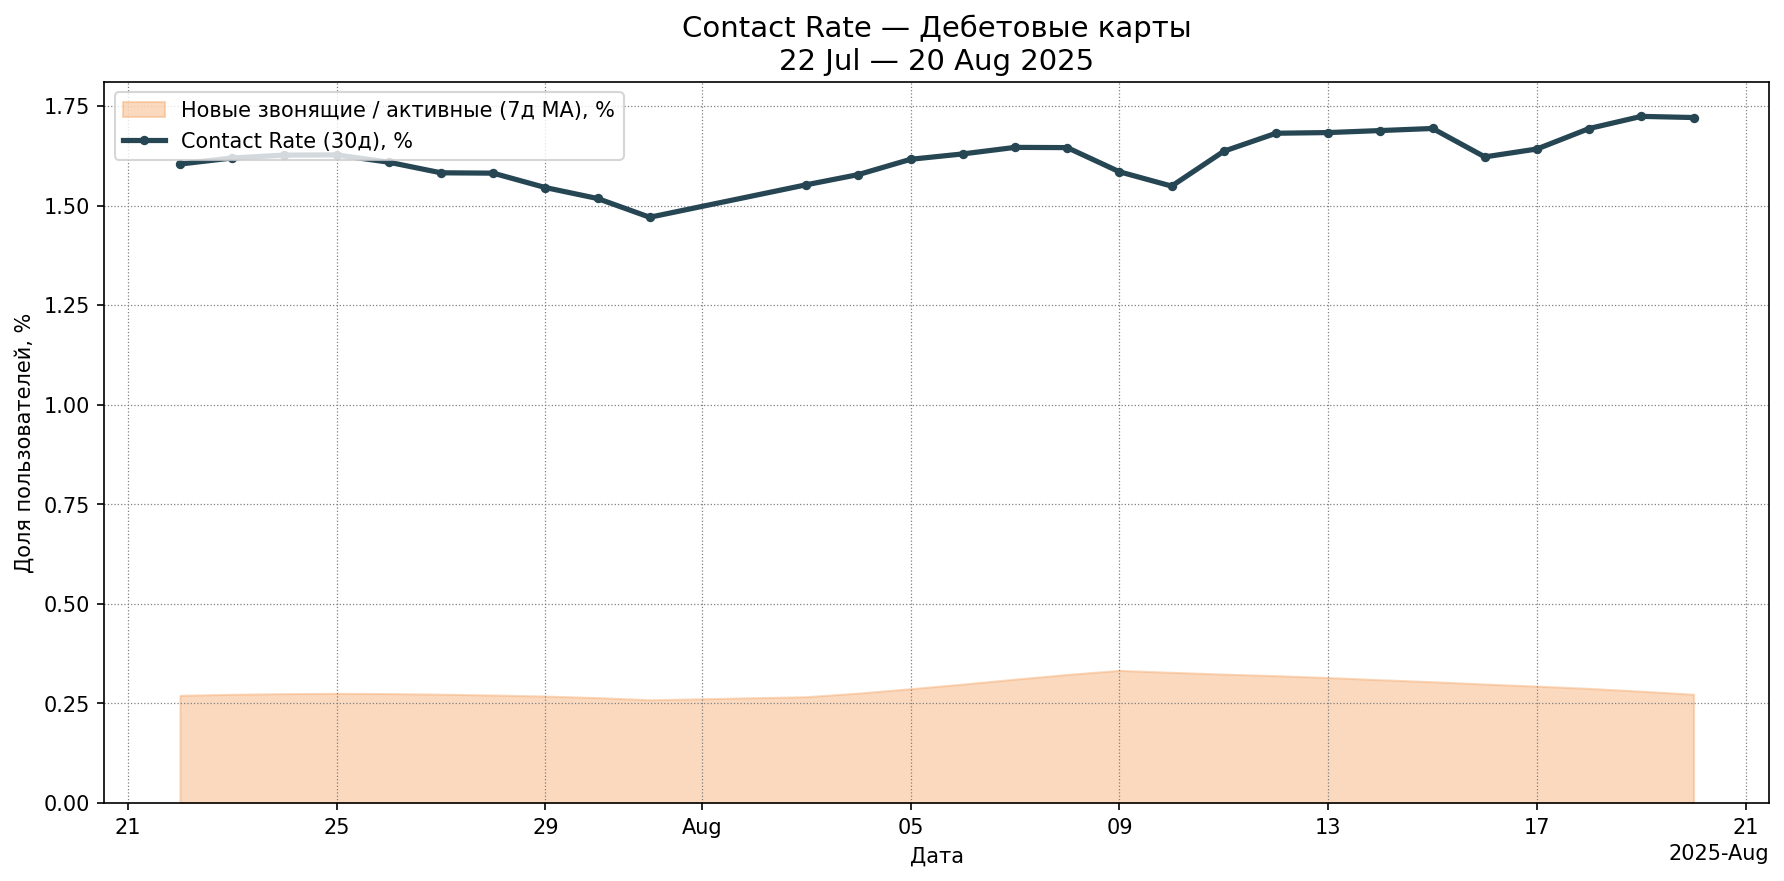 Contact Rate — Дебетовые карты
22 Jul — 20 Aug 2025
Новые звонящие / активные (7д MA), %
Contact Rate (30д), %
Доля пользователей, %
1.75
1.50
1.25
1.00
0.75
0.50
0.25
0.00
21 25 29 Aug 05 09 13 17 21
2025-Aug
Дата